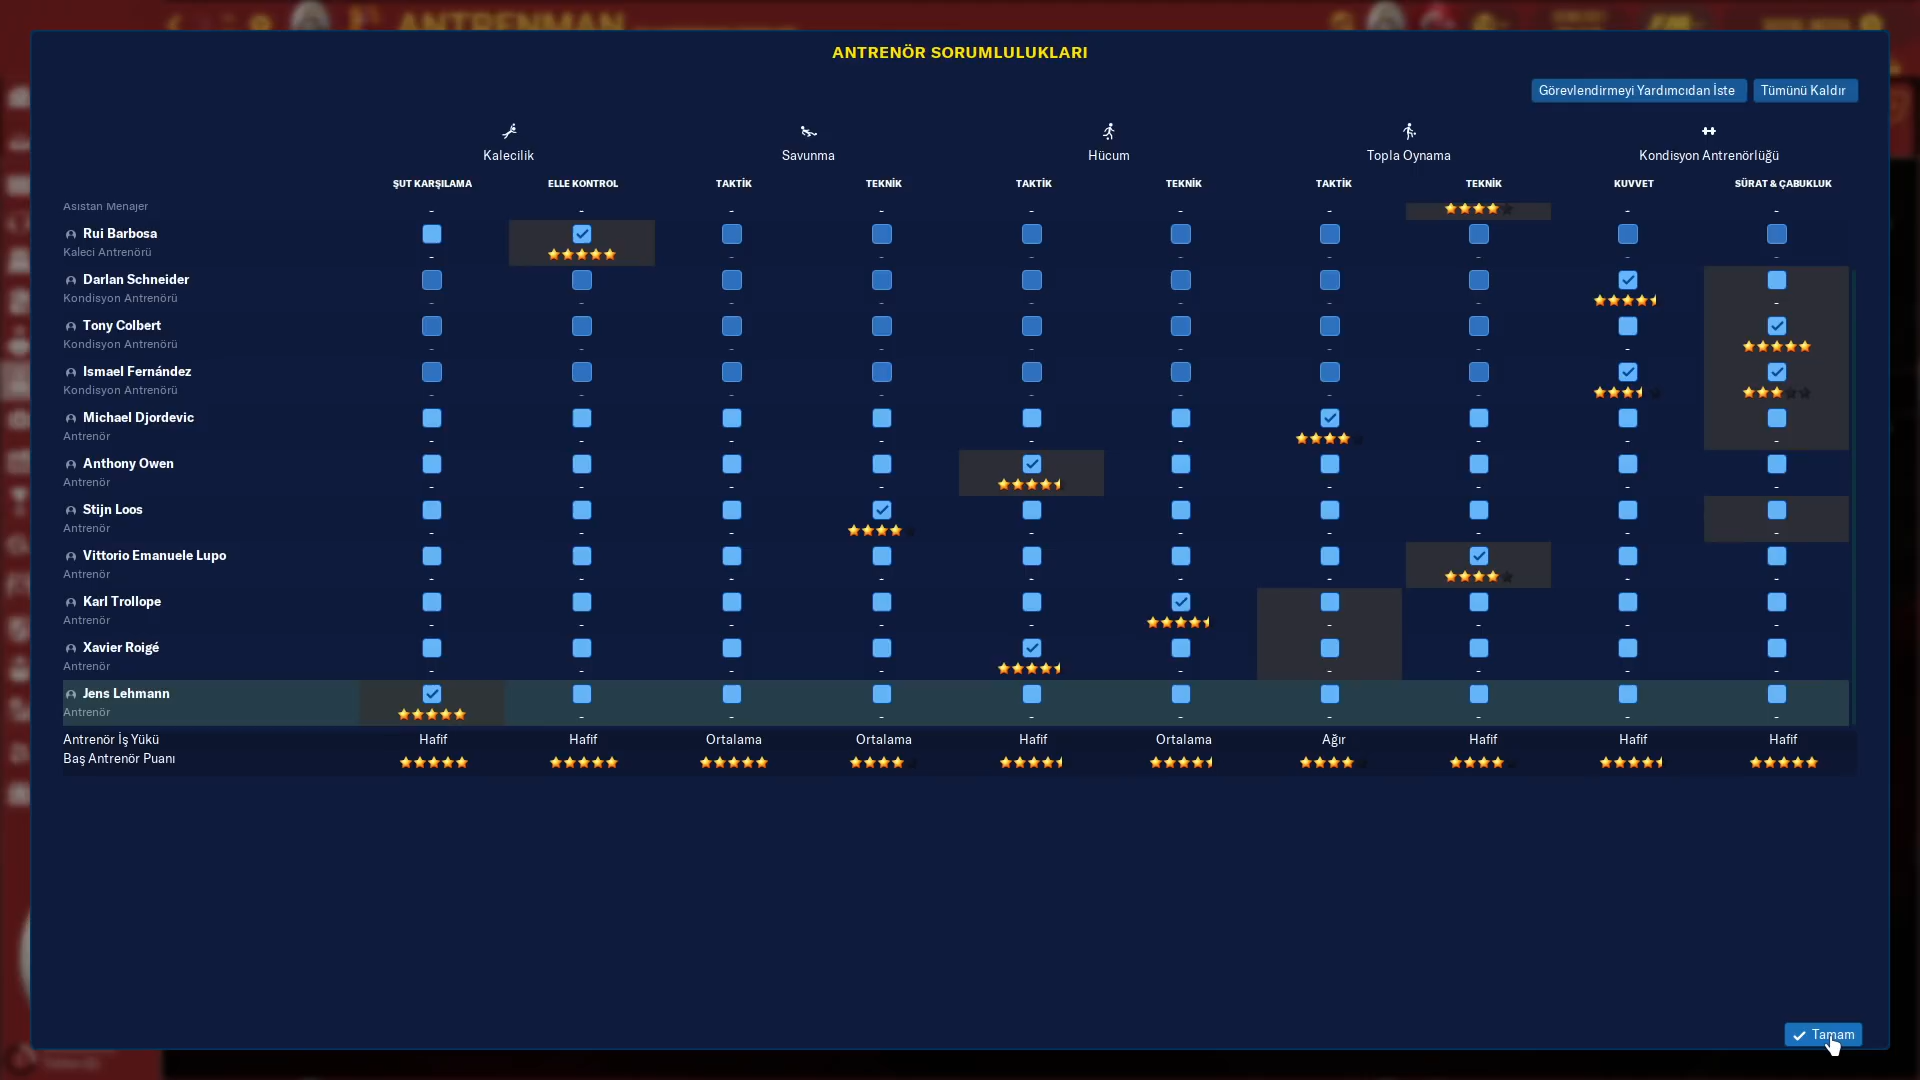 ANTRENMAN
ANTRENÖR SORUMLULUKLARI
Görevlendirmeyi Yardımcıdan İste
Tümünü Kaldır
Kalecilik
Savunma
Hücum
Topla Oynama
Kondisyon Antrenörlüğü
ŞUT KARŞILAMA
ELLE KONTROL
TAKTİK
TEKNİK
TAKTİK
TEKNİK
TAKTİK
TEKNİK
KUVVET
SÜRAT & ÇABUKLUK
Asistan Menajer
Rui Barbosa
Kaleci Antrenörü
Darlan Schneider
Kondisyon Antrenörü
Tony Colbert
Kondisyon Antrenörü
Ismael Fernández
Kondisyon Antrenörü
Michael Djordevic
Antrenör
Anthony Owen
Antrenör
Stijn Loos
Antrenör
Vittorio Emanuele Lupo
Antrenör
Karl Trollope
Antrenör
Xavier Roigé
Antrenör
Jens Lehmann
Antrenör
Antrenör İş Yükü Hafif Hafif Ortalama Ortalama Hafif Ortalama Ağır Hafif Hafif Hafif
Baş Antrenör Puanı
Tamam